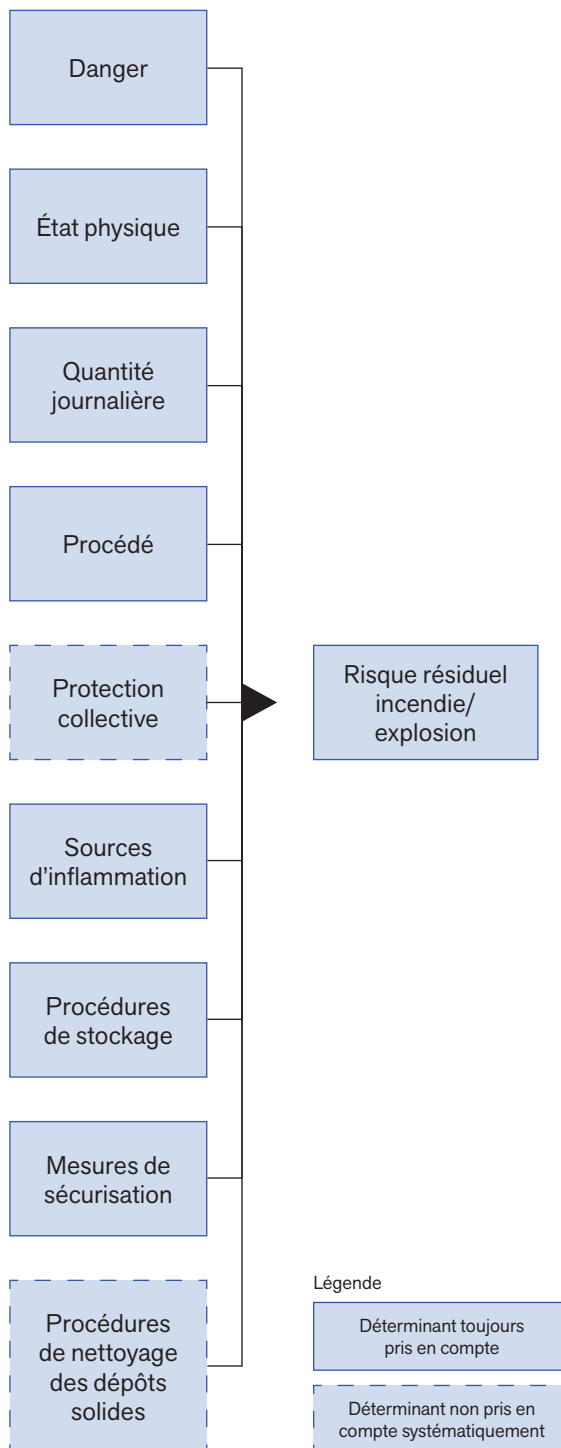 Danger
État physique
Quantité
journalière
Procédé
Protection
collective
Risque résiduel
incendie/
explosion
Sources
d'inflammation
Procédures
de stockage
Mesures de
sécurisation
Procédures
de nettoyage
des dépôts
solides
Légende
Déterminant toujours
pris en compte
Déterminant non pris en
compte systématiquement